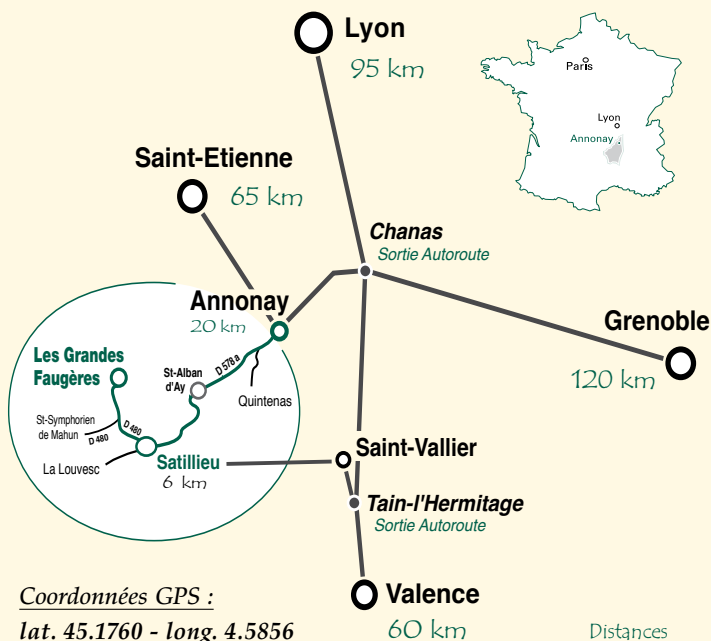 Lyon
95 km
Paris
Lyon
Annonay
Saint-Etienne
65 km
Chanas
Sortie Autoroute
Annonay
20 km
Grenoble
120 km
Les Grandes
Faugères
D 578 a
St-Alban
d'Ay
Quintenas
St-Symphorien
de Mahun
D 480
D 480
La Louvesc
Satillieu
6 km
Saint-Vallier
Tain-l'Hermitage
Sortie Autoroute
Valence
60 km
Coordonnées GPS :
lat. 45.1760 - long. 4.5856
Distances